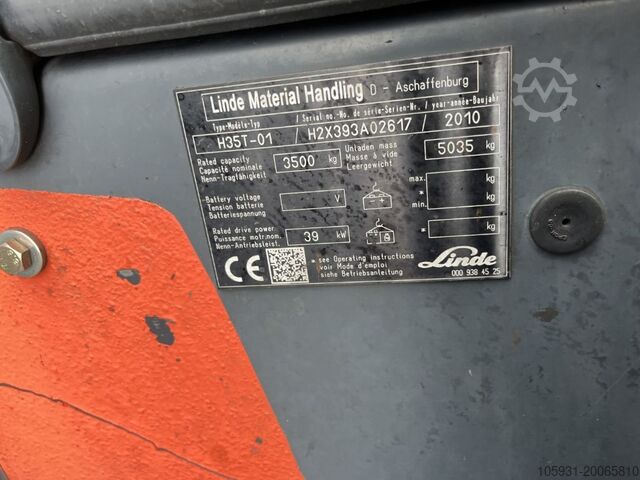 Linde Material Handling D - Aschaffenburg
Type-Modèle-Typ / Serial no.-No. de série-Serien-Nr. / year-année-Baujahr
H35T-01 / H2X393A02617 / 2010
Rated capacity
Capacité nominale
Nenn-Tragfähigkeit
3500 kg
Unladen mass
Masse à vide
Leergewicht
5035 kg
Battery voltage
Tension batterie
Batteriespannung
V
max. kg
*
min. kg
Rated drive power
Puissance motr.nom.
Nenn-Antriebsleist.
39 kW
* kg
CE
* see Operating instructions
voir Mode d'emploi
siehe Betriebsanleitung
Linde
000 938 45 25
105931-20065810